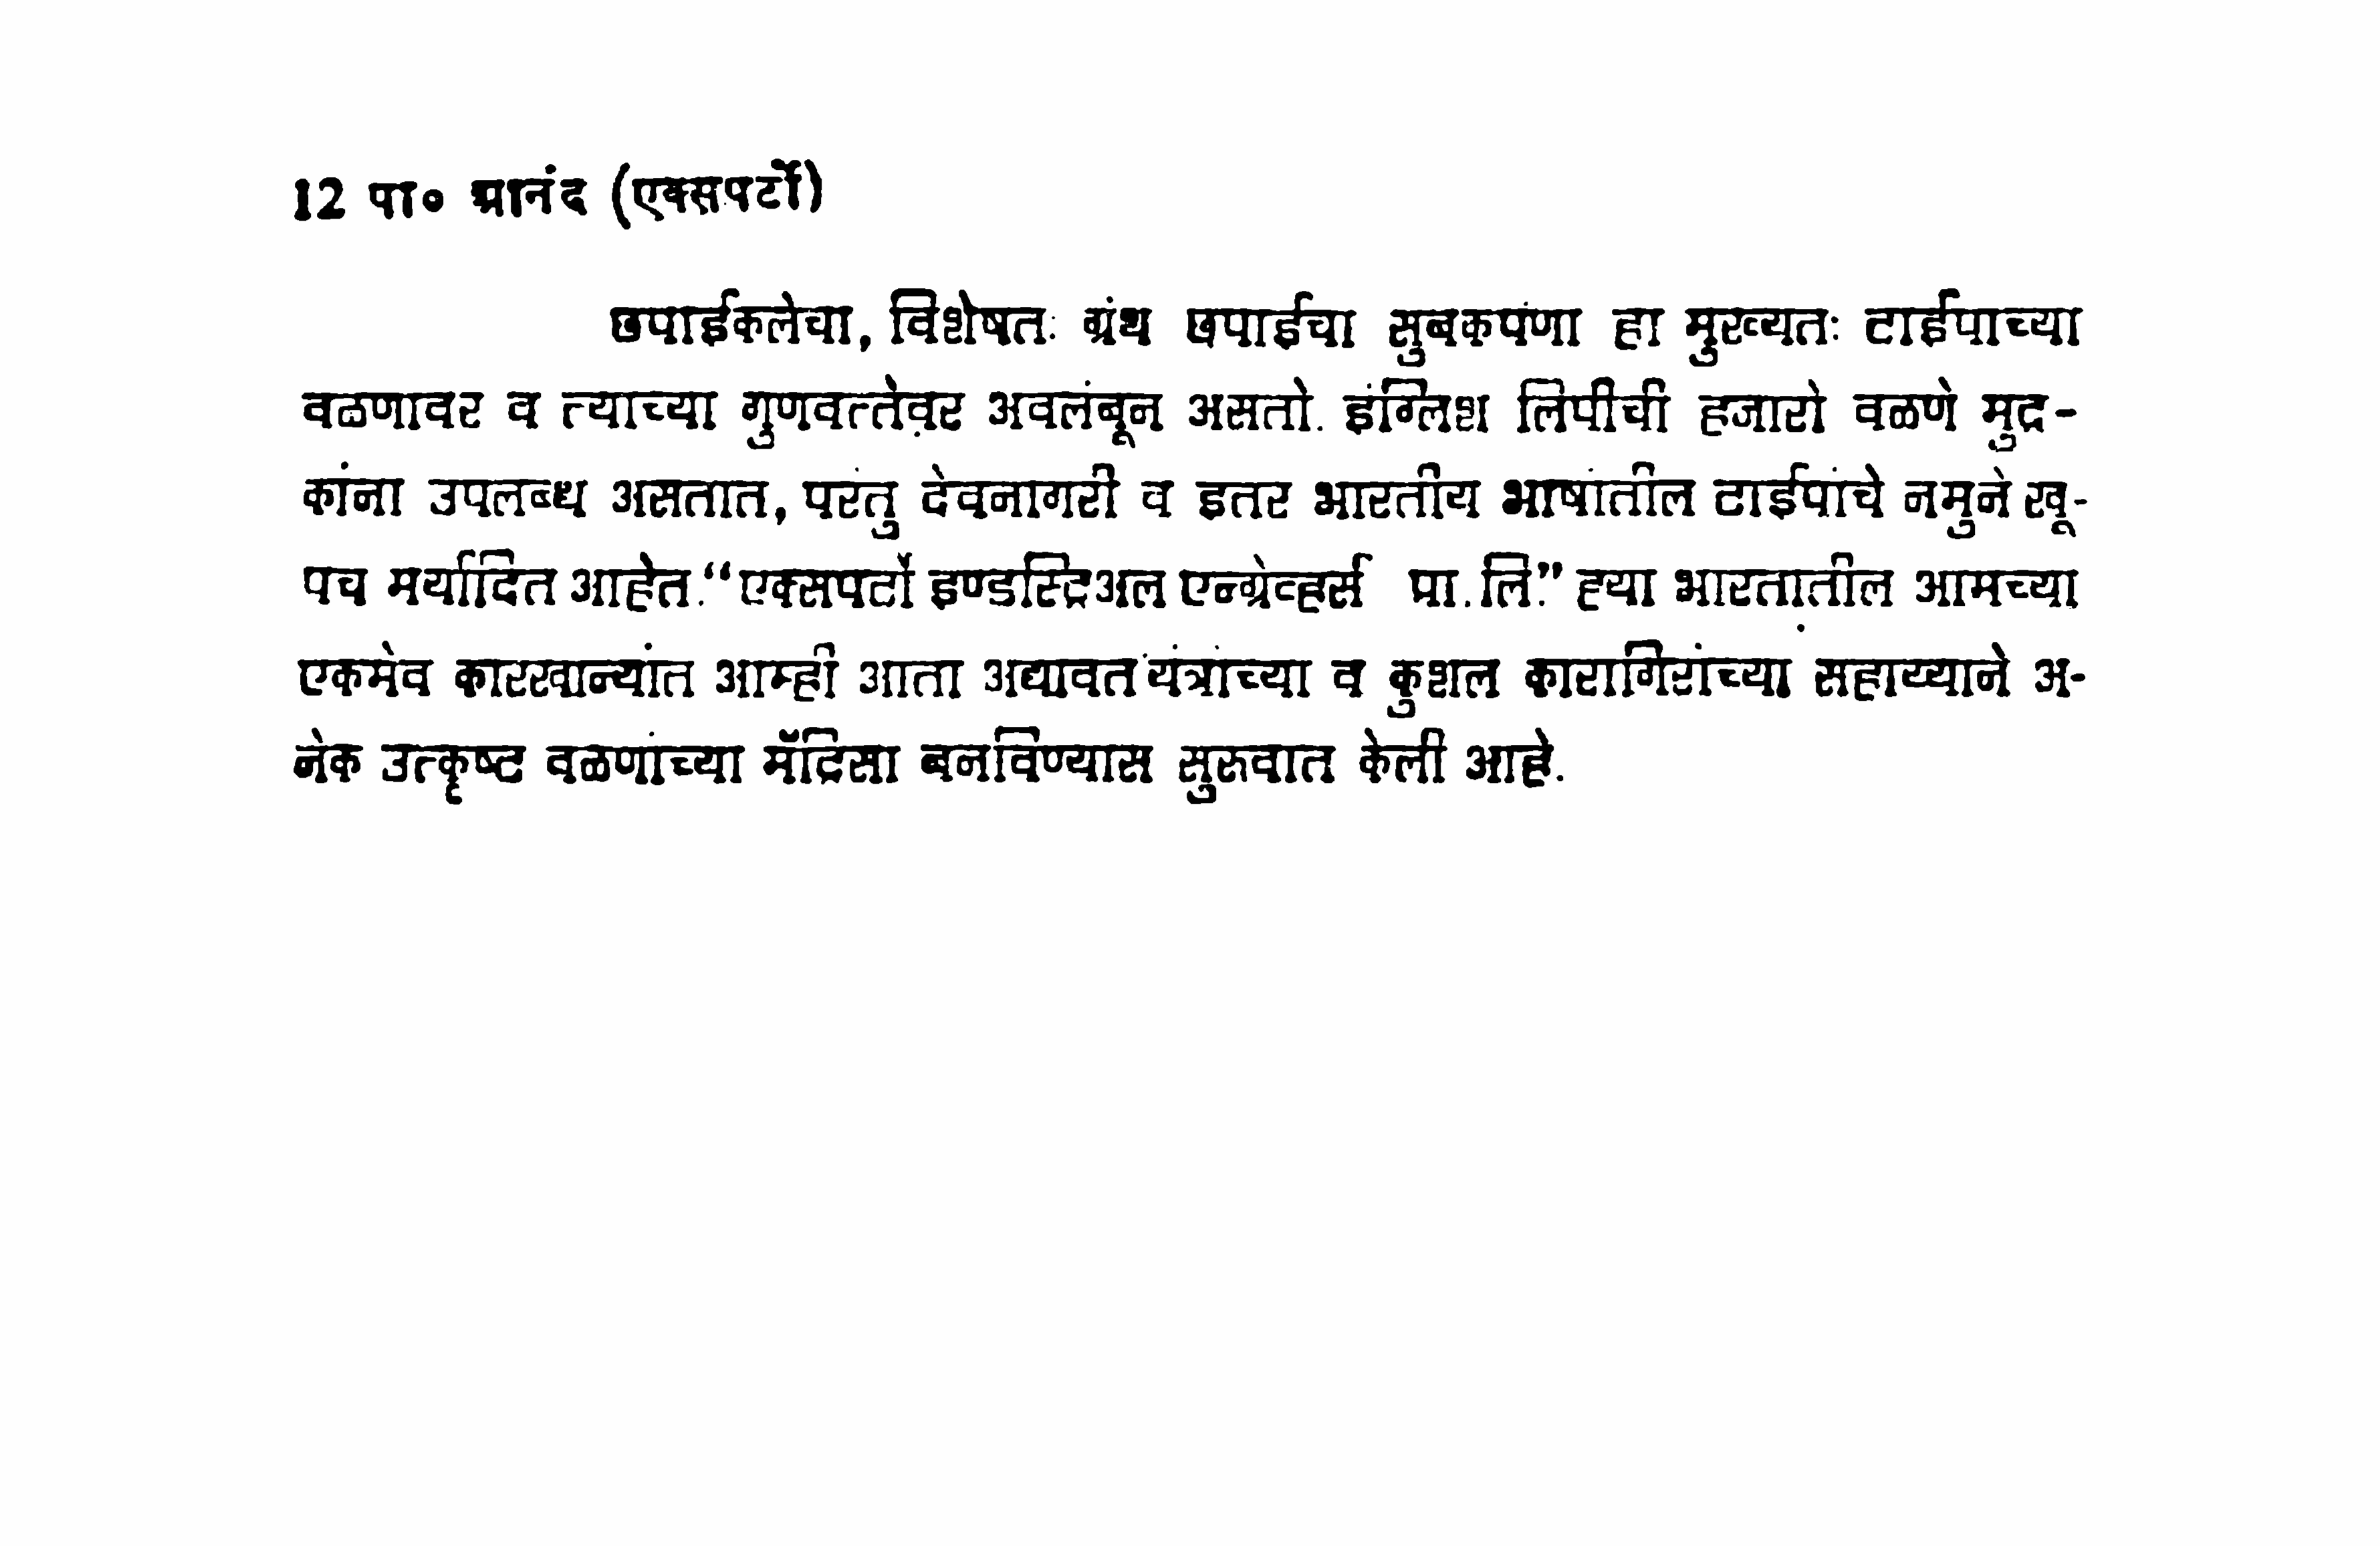 12 पा० आनंद (एक्सपर्टो)
छपाईकलेचा, विशेषतः ग्रंथ छपाईचा सुबकपणा हा मुख्यतः टाईपाच्या
वळणावर व त्याच्या गुणवत्तेवर अवलंबून असतो. इंग्लिश लिपीची हजारो वळणे मुद्र-
कांना उपलब्ध असतात, परंतु देवनागरी व इतर भारतीय भाषांतील टाईपांचे नमुने खू-
पच मर्यादित आहेत. “एक्सपर्टो इण्डस्ट्रिअल एन्ग्रेव्हर्स प्रा. लि.” ह्या भारतातील आमच्या
एकमेव कारखान्यांत आम्ही आता अद्यावत यंत्रांच्या व कुशल कारागिरांच्या सहाय्याने अ-
नेक उत्कृष्ट वळणांच्या मॅट्रिसा बनविण्यास सुरुवात केली आहे.